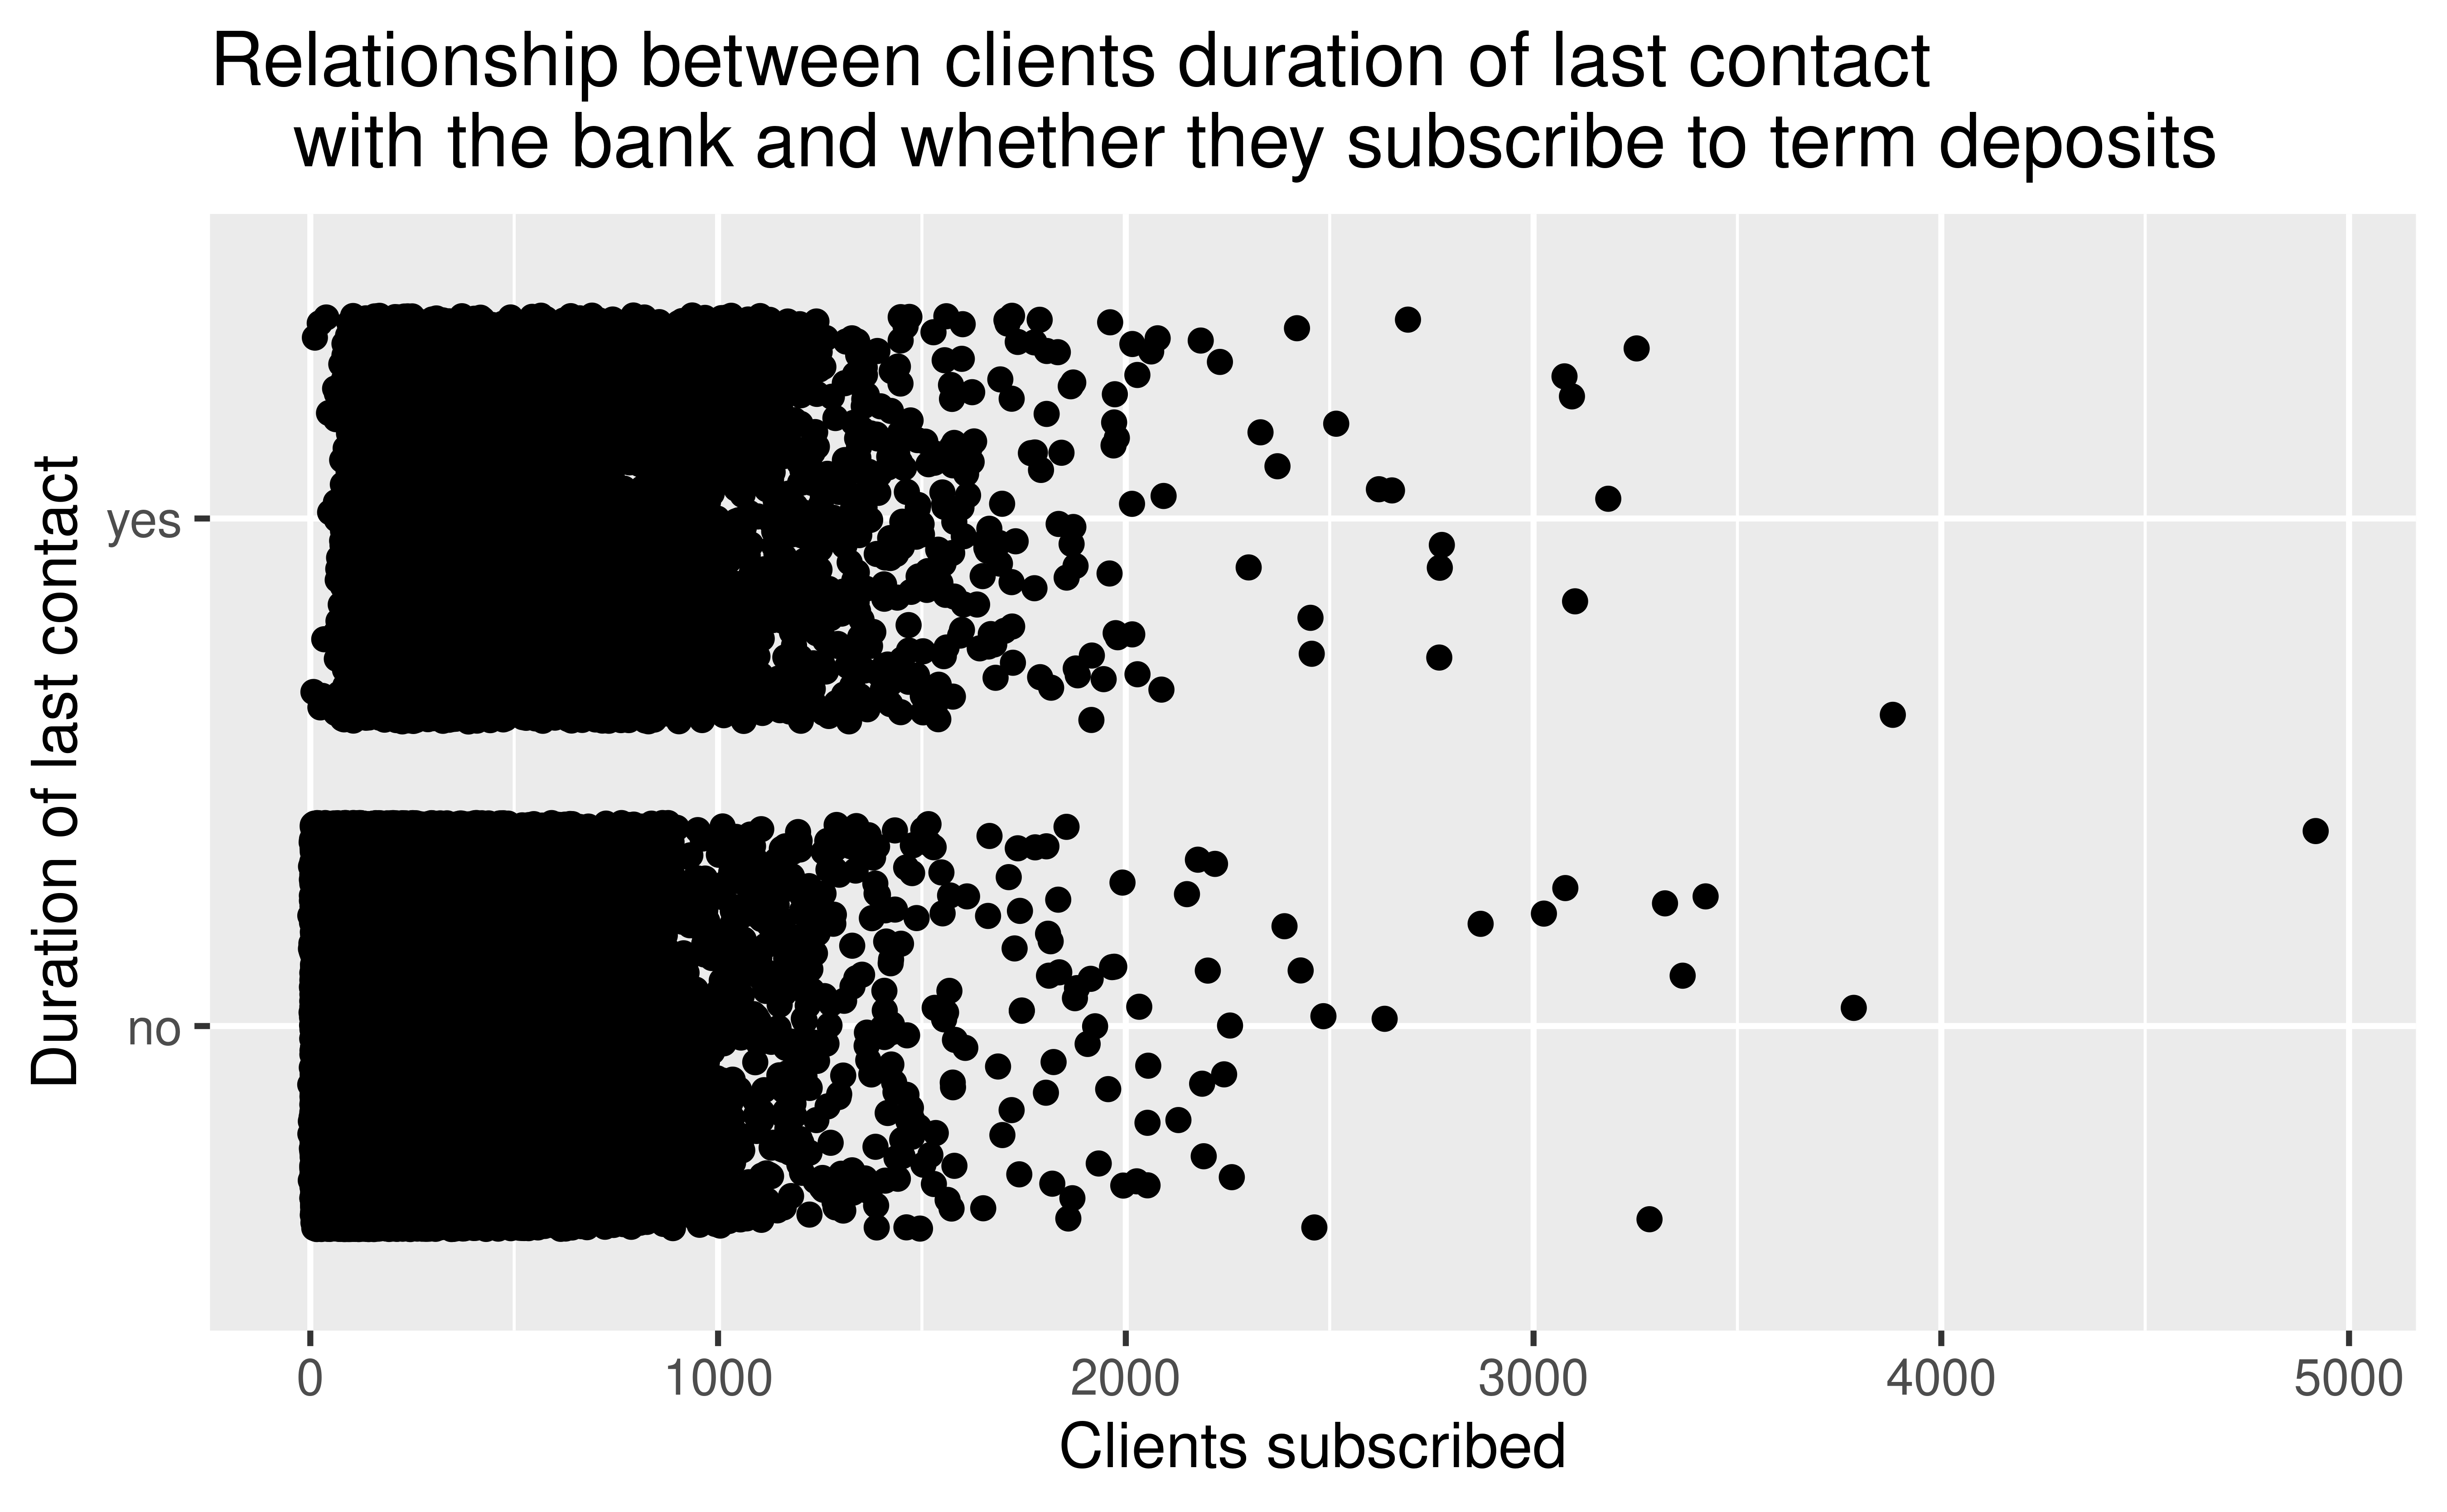 Relationship between clients duration of last contact
with the bank and whether they subscribe to term deposits
Duration of last contact
yes
no
0 1000 2000 3000 4000 5000
Clients subscribed